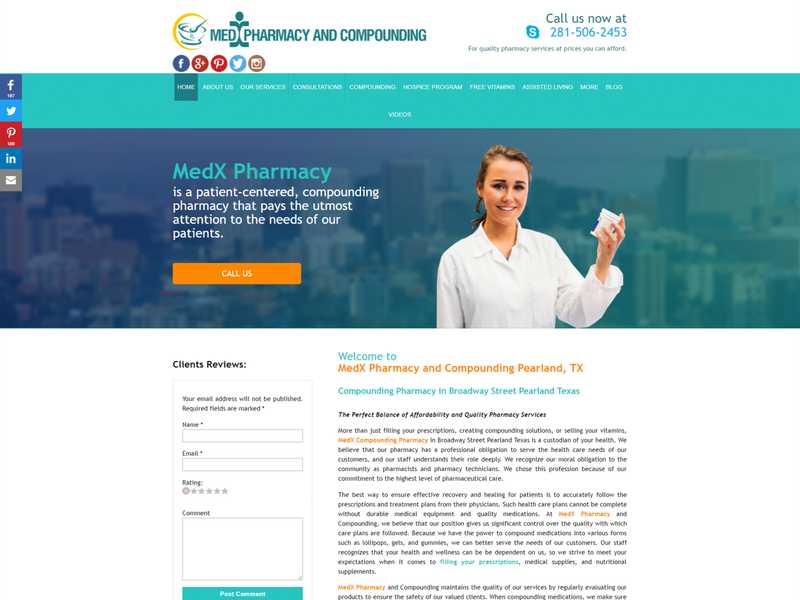 MEDX PHARMACY AND COMPOUNDING
Call us now at
281-506-2453
For quality pharmacy services at prices you can afford.
HOME ABOUT US OUR SERVICES CONSULTATIONS COMPOUNDING HOSPICE PROGRAM FREE VITAMINS ASSISTED LIVING MORE BLOG
VIDEOS
187
188
MedX Pharmacy
is a patient-centered, compounding
pharmacy that pays the utmost
attention to the needs of our
patients.
CALL US
Clients Reviews:
Your email address will not be published.
Required fields are marked *
Name *
Email *
Rating:
Comment
Post Comment
Welcome to
MedX Pharmacy and Compounding Pearland, TX
Compounding Pharmacy in Broadway Street Pearland Texas
The Perfect Balance of Affordability and Quality Pharmacy Services
More than just filling your prescriptions, creating compounding solutions, or selling your vitamins,
MedX Compounding Pharmacy in Broadway Street Pearland Texas is a custodian of your health. We
believe that our pharmacy has a professional obligation to serve the health care needs of our
customers, and our staff understands their role deeply. We recognize our moral obligation to the
community as pharmacists and pharmacy technicians. We chose this profession because of our
commitment to the highest level of pharmaceutical care.
The best way to ensure effective recovery and healing for patients is to accurately follow the
prescriptions and treatment plans from their physicians. Such health care plans cannot be complete
without durable medical equipment and quality medications. At MedX Pharmacy and
Compounding, we believe that our position gives us significant control over the quality with which
care plans are followed. Because we have the power to compound medications into various forms
such as lollipops, gels, and gummies, we can better serve the needs of our customers. Our staff
recognizes that your health and wellness can be be dependent on us, so we strive to meet your
expectations when it comes to filling your prescriptions, medical supplies, and nutritional
supplements.
MedX Pharmacy and Compounding maintains the quality of our services by regularly evaluating our
products to ensure the safety of our valued clients. When compounding medications, we make sure